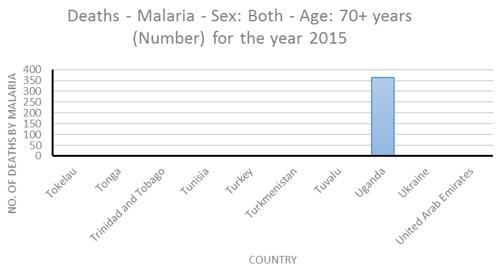 Deaths - Malaria - Sex: Both - Age: 70+ years
(Number) for the year 2015
NO. OF DEATHS BY MALARIA
400
350
300
250
200
150
100
50
0
Tokelau
Tonga
Trinidad and Tobago
Tunisia
Turkey
Turkmenistan
Tuvalu
Uganda
Ukraine
United Arab Emirates
COUNTRY